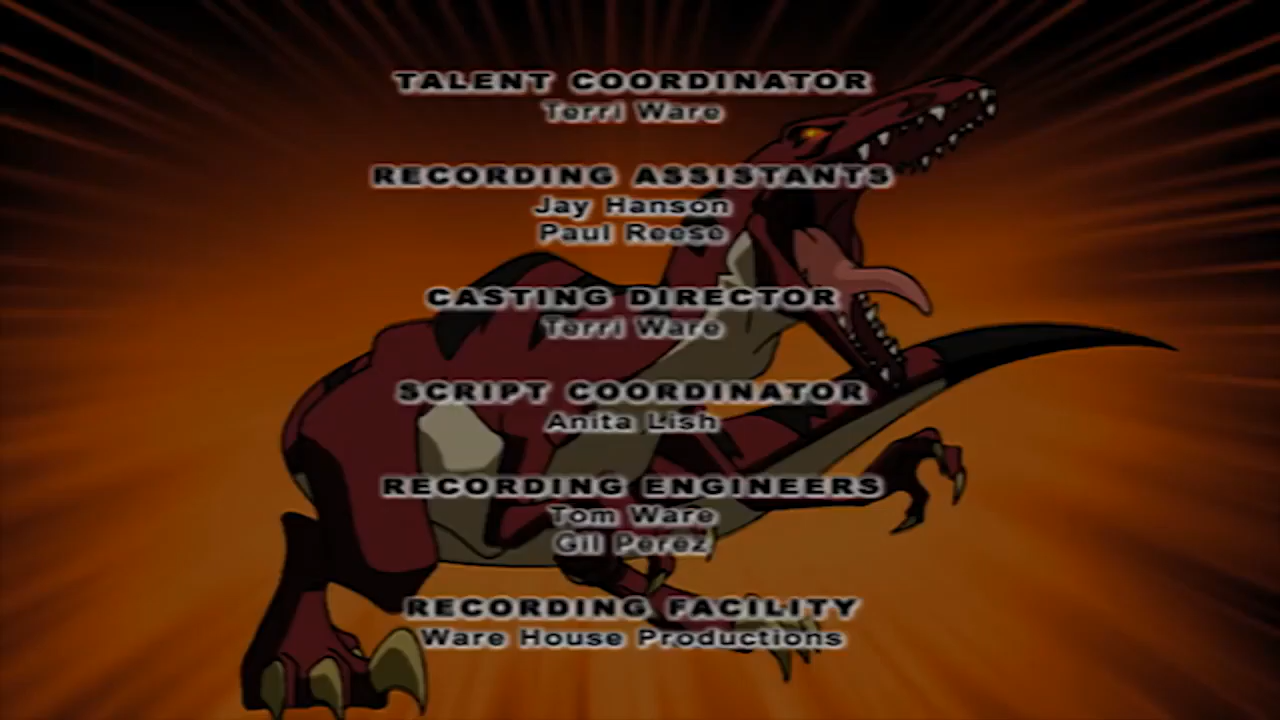 TALENT COORDINATOR
Terri Ware
RECORDING ASSISTANTS
Jay Hanson
Paul Reese
CASTING DIRECTOR
Terri Ware
SCRIPT COORDINATOR
Anita Lish
RECORDING ENGINEERS
Tom Ware
Gil Perez
RECORDING FACILITY
Ware House Productions